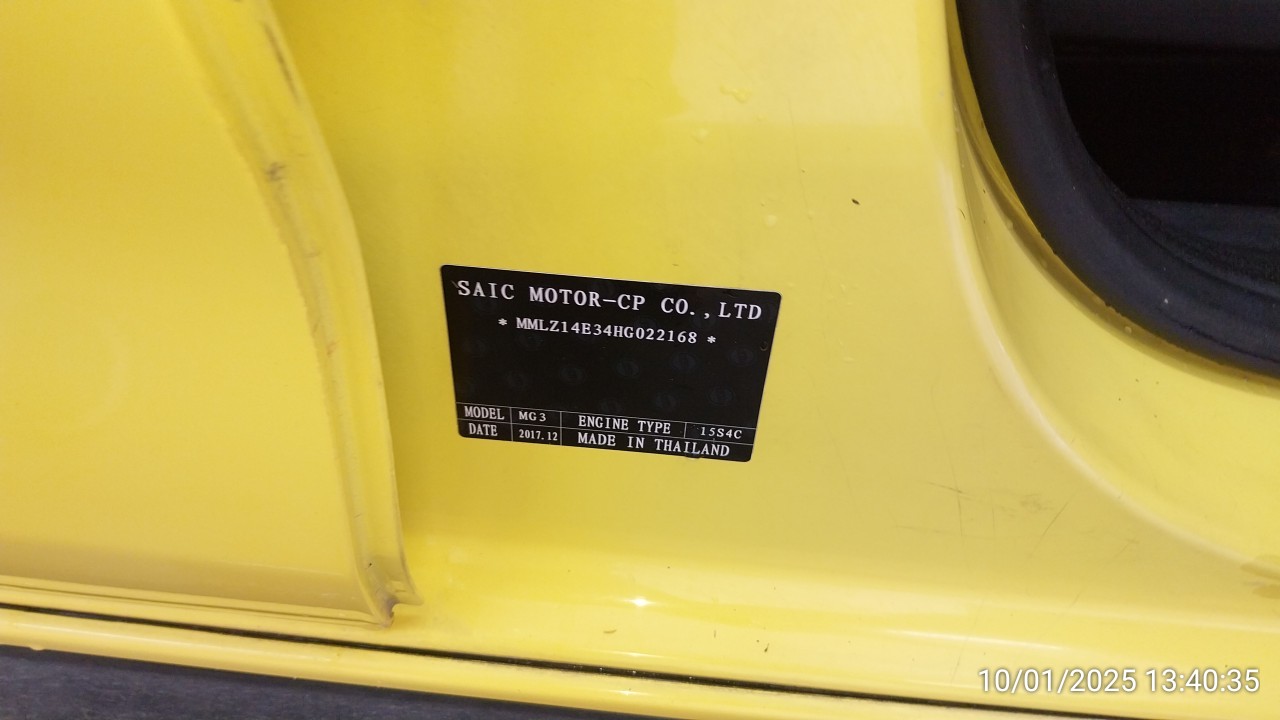 SAIC MOTOR-CP CO.,LTD
* MMLZ14E34HG022168 *
MODEL MG3 ENGINE TYPE 15S4C
DATE 2017.12 MADE IN THAILAND
10/01/2025 13:40:35